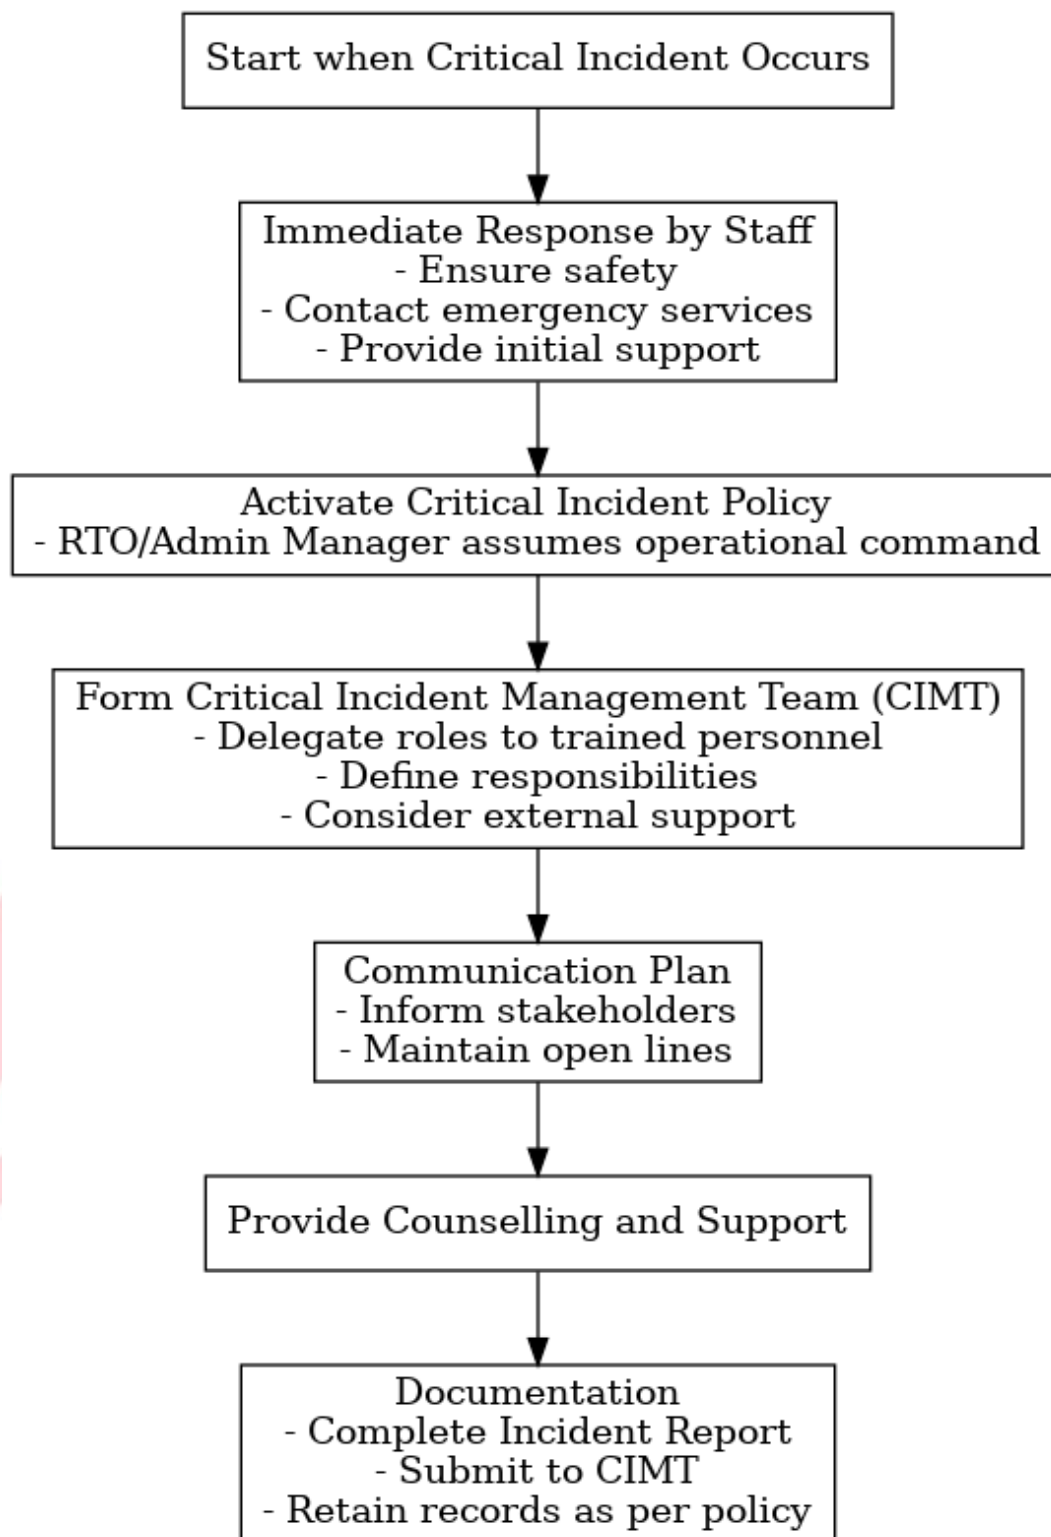 Start when Critical Incident Occurs
Immediate Response by Staff
- Ensure safety
- Contact emergency services
- Provide initial support
Activate Critical Incident Policy
- RTO/Admin Manager assumes operational command
Form Critical Incident Management Team (CIMT)
- Delegate roles to trained personnel
- Define responsibilities
- Consider external support
Communication Plan
- Inform stakeholders
- Maintain open lines
Provide Counselling and Support
Documentation
- Complete Incident Report
- Submit to CIMT
- Retain records as per policy